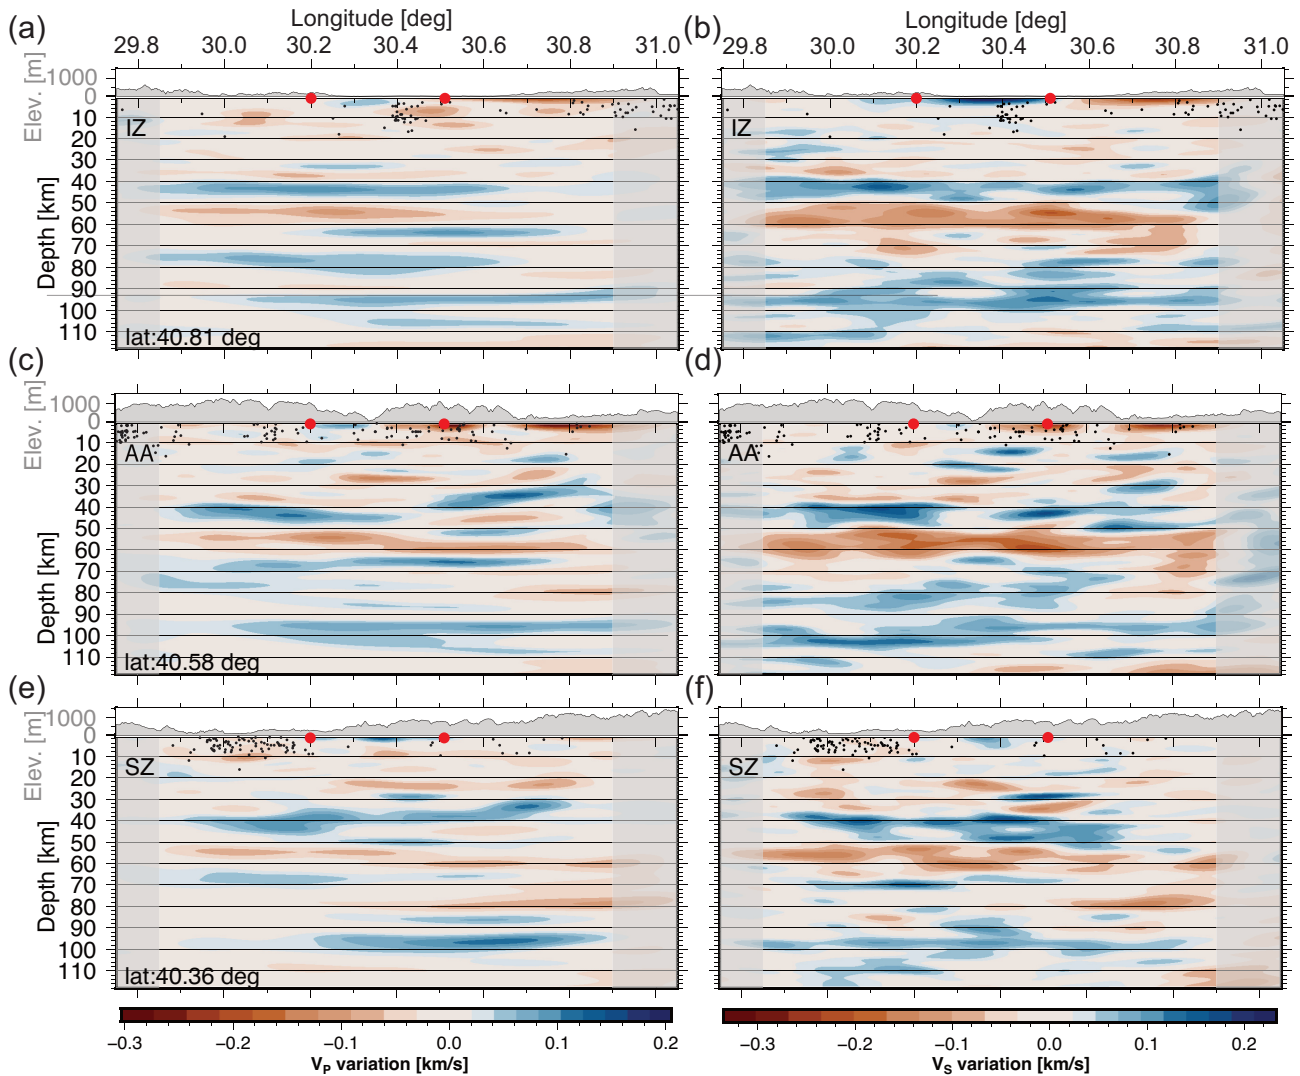 (a) Longitude [deg] (b) Longitude [deg]
29.8 30.0 30.2 30.4 30.6 30.8 31.0 29.8 30.0 30.2 30.4 30.6 30.8 31.0
Elev. [m]
1000
0
10
20
30
40
50
60
70
80
90
100
110
Depth [km]
IZ IZ
lat:40.81 deg
(c) (d)
Elev. [m]
1000
0
10
20
30
40
50
60
70
80
90
100
110
Depth [km]
AA AA
lat:40.58 deg
(e) (f)
Elev. [m]
1000
0
10
20
30
40
50
60
70
80
90
100
110
Depth [km]
SZ SZ
lat:40.36 deg
−0.3 −0.2 −0.1 0.0 0.1 0.2 −0.3 −0.2 −0.1 0.0 0.1 0.2
VP variation [km/s] VS variation [km/s]